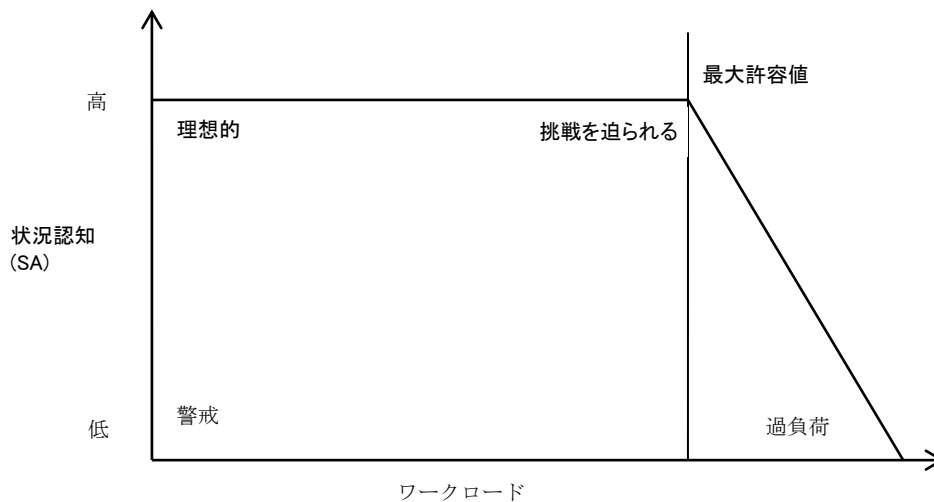 最大許容値
高
理想的
挑戦を迫られる
状況認知
(SA)
警戒
低
過負荷
ワークロード